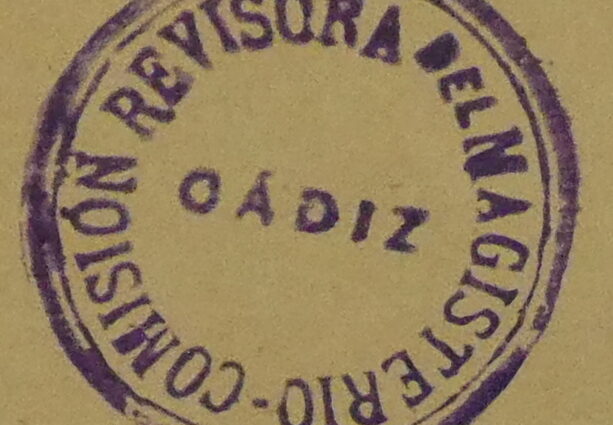 COMISIÓN REVISORA DEL MAGISTERIO-
CÁDIZ